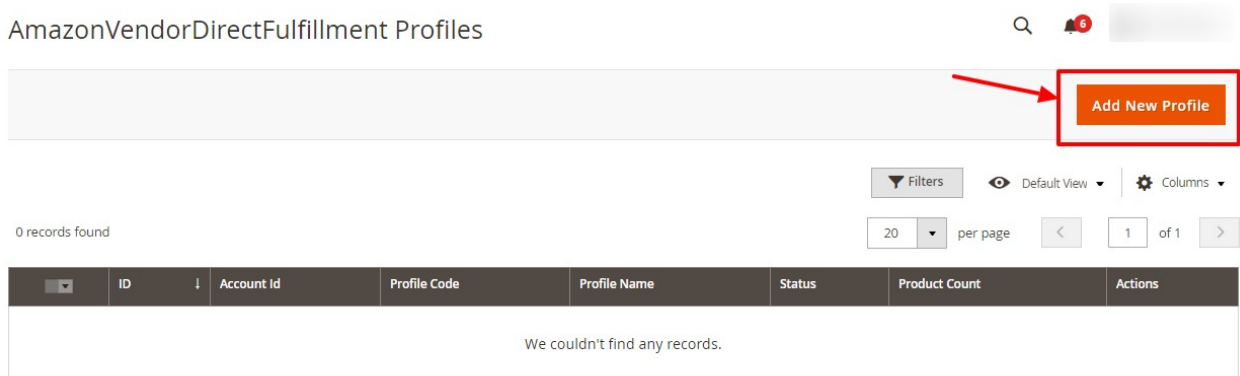 AmazonVendorDirectFulfillment Profiles
6
Add New Profile
Filters
Default View
Columns
0 records found
20
per page
1
of 1
ID
Account Id
Profile Code
Profile Name
Status
Product Count
Actions
We couldn't find any records.